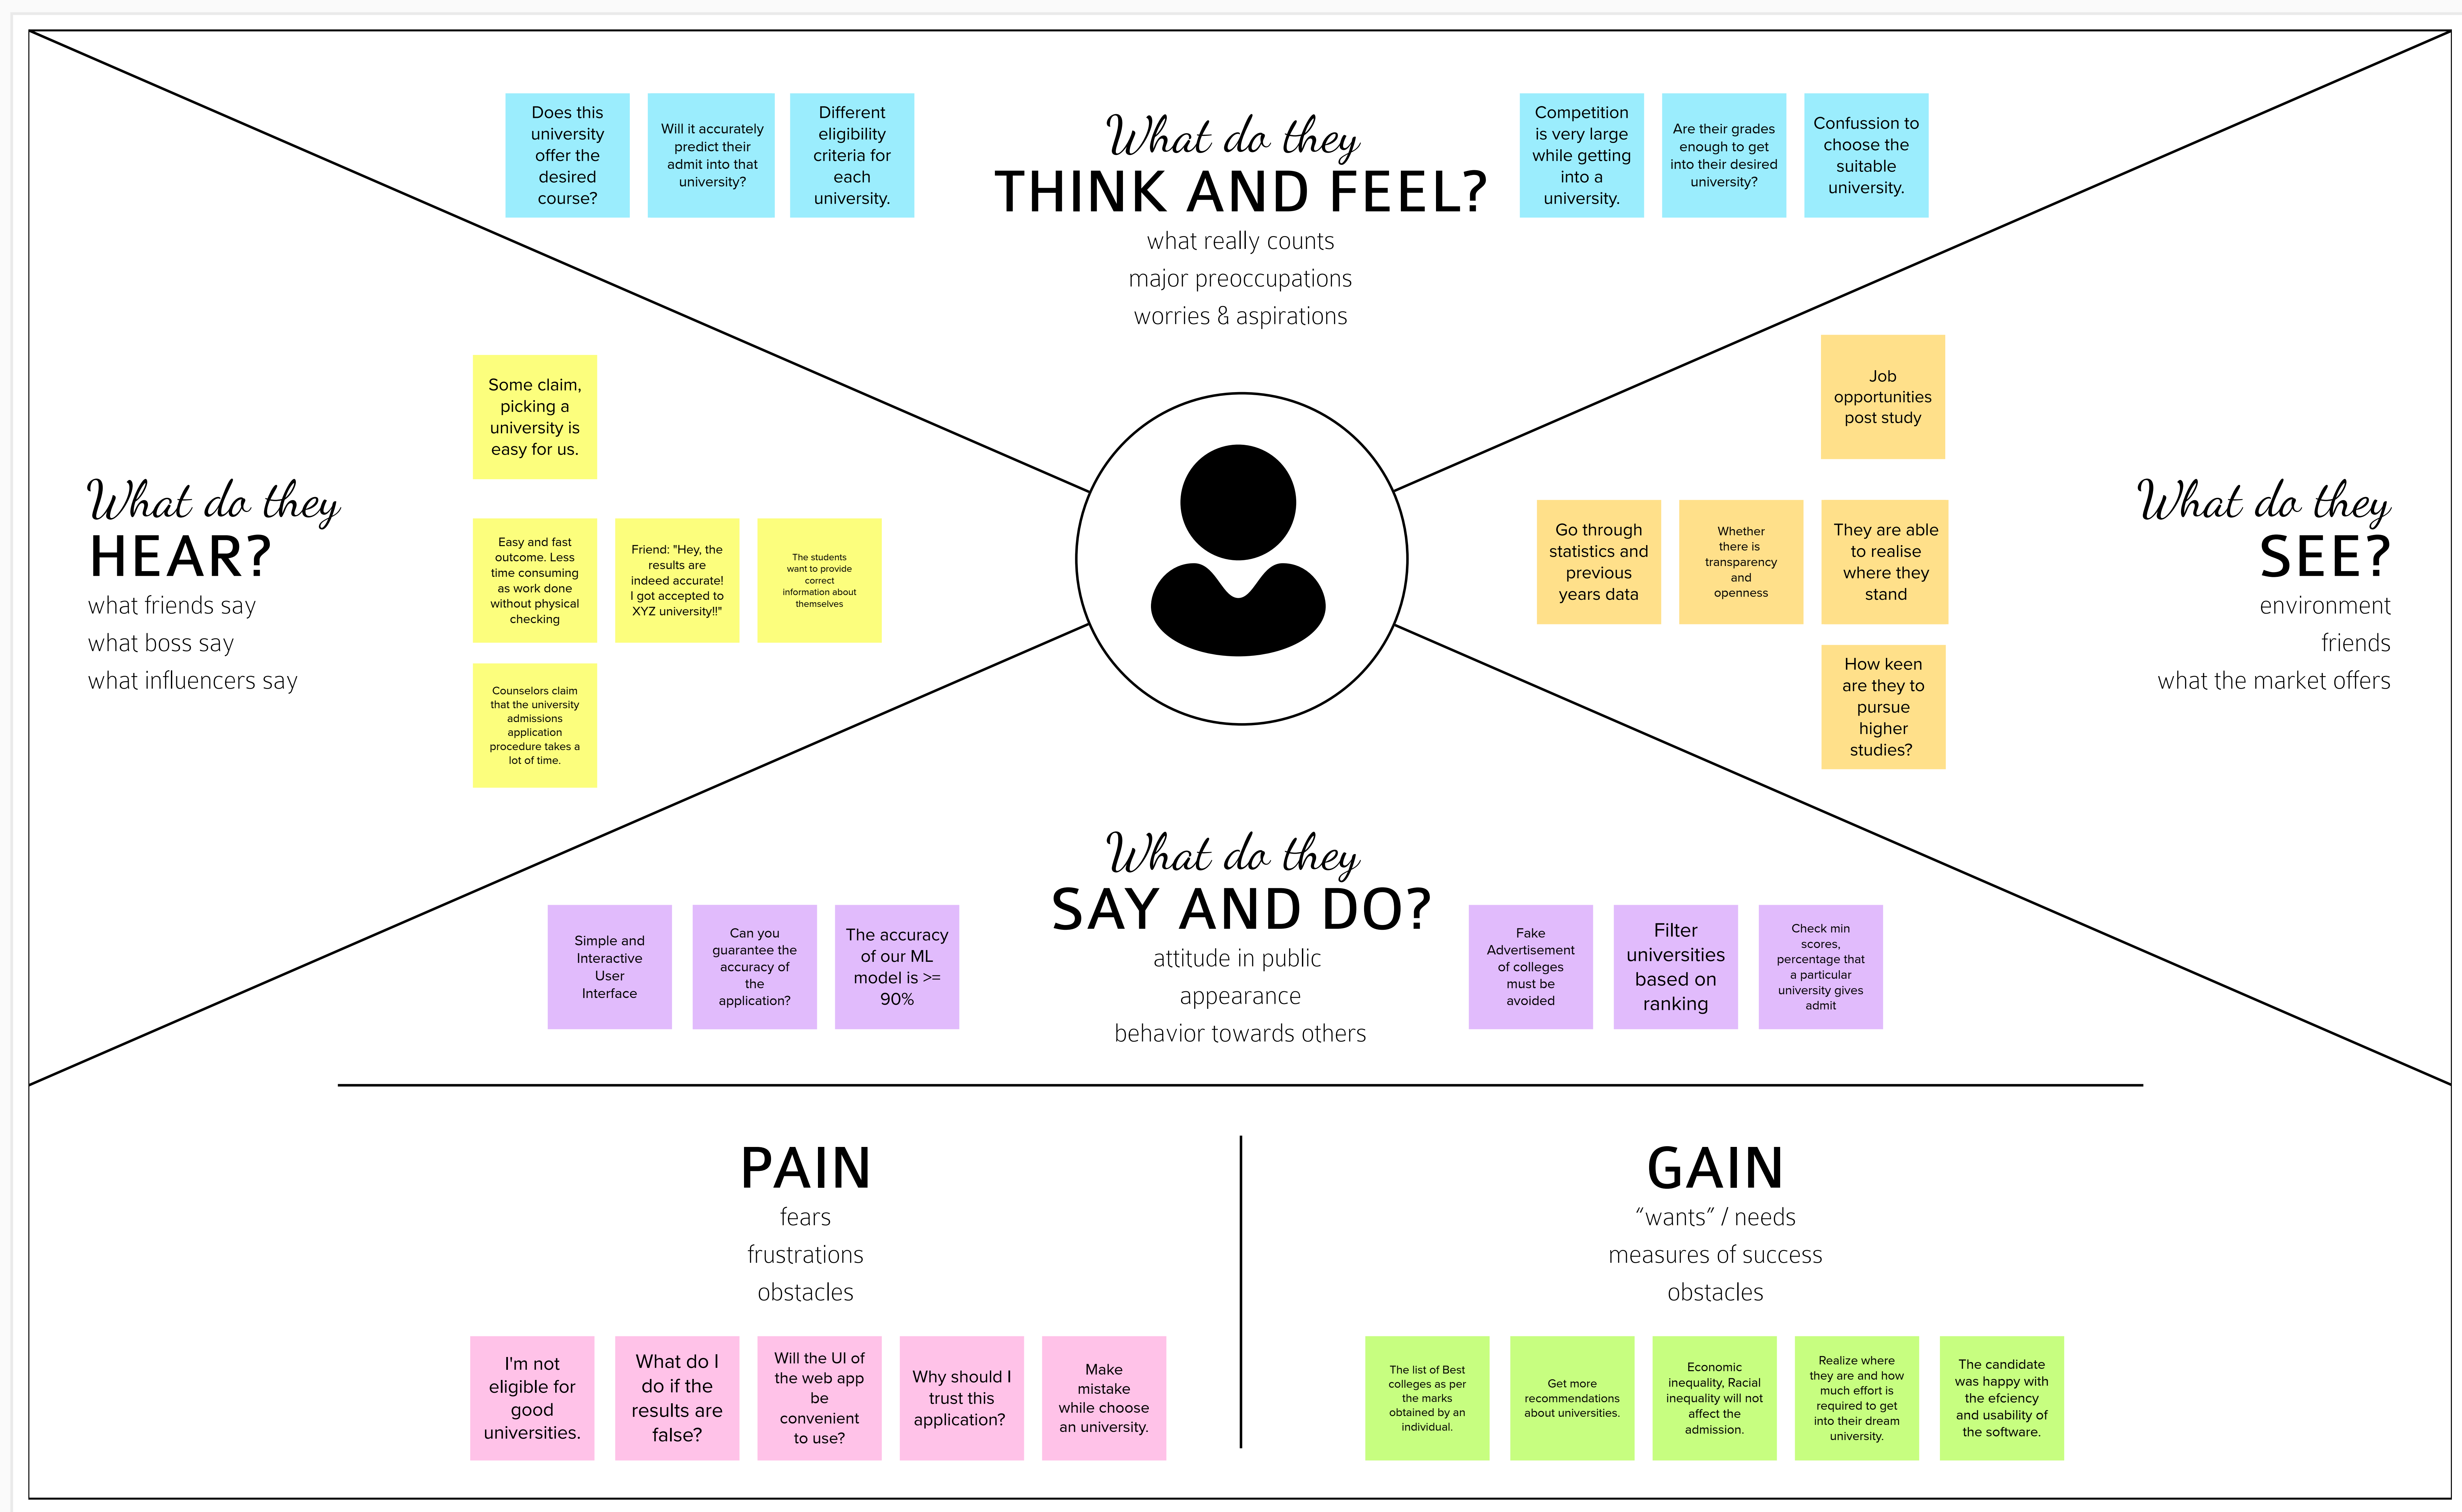 Does this
university
offer the
desired
course?
Will it accurately
predict their
admit into that
university?
Different
eligibility
criteria for
each
university.
What do they
THINK AND FEEL?
what really counts
major preoccupations
worries & aspirations
Competition
is very large
while getting
into a
university.
Are their grades
enough to get
into their desired
university?
Confussion to
choose the
suitable
university.
What do they
HEAR?
what friends say
what boss say
what influencers say
Some claim,
picking a
university is
easy for us.
Easy and fast
outcome. Less
time consuming
as work done
without physical
checking
Friend: "Hey, the
results are
indeed accurate!
I got accepted to
XYZ university!!"
The students
want to provide
correct
information about
themselves
Counselors claim
that the university
admissions
application
procedure takes a
lot of time.
Job
opportunities
post study
Go through
statistics and
previous
years data
Whether
there is
transparency
and
openness
They are able
to realise
where they
stand
How keen
are they to
pursue
higher
studies?
What do they
SEE?
environment
friends
what the market offers
Simple and
Interactive
User
Interface
Can you
guarantee the
accuracy of
the
application?
The accuracy
of our ML
model is >=
90%
What do they
SAY AND DO?
attitude in public
appearance
behavior towards others
Fake
Advertisement
of colleges
must be
avoided
Filter
universities
based on
ranking
Check min
scores,
percentage that
a particular
university gives
admit
PAIN
fears
frustrations
obstacles
I'm not
eligible for
good
universities.
What do I
do if the
results are
false?
Will the UI of
the web app
be
convenient
to use?
Why should I
trust this
application?
Make
mistake
while choose
an university.
GAIN
“wants” / needs
measures of success
obstacles
The list of Best
colleges as per
the marks
obtained by an
individual.
Get more
recommendations
about universities.
Economic
inequality, Racial
inequality will not
affect the
admission.
Realize where
they are and how
much effort is
required to get
into their dream
university.
The candidate
was happy with
the efciency
and usability of
the software.